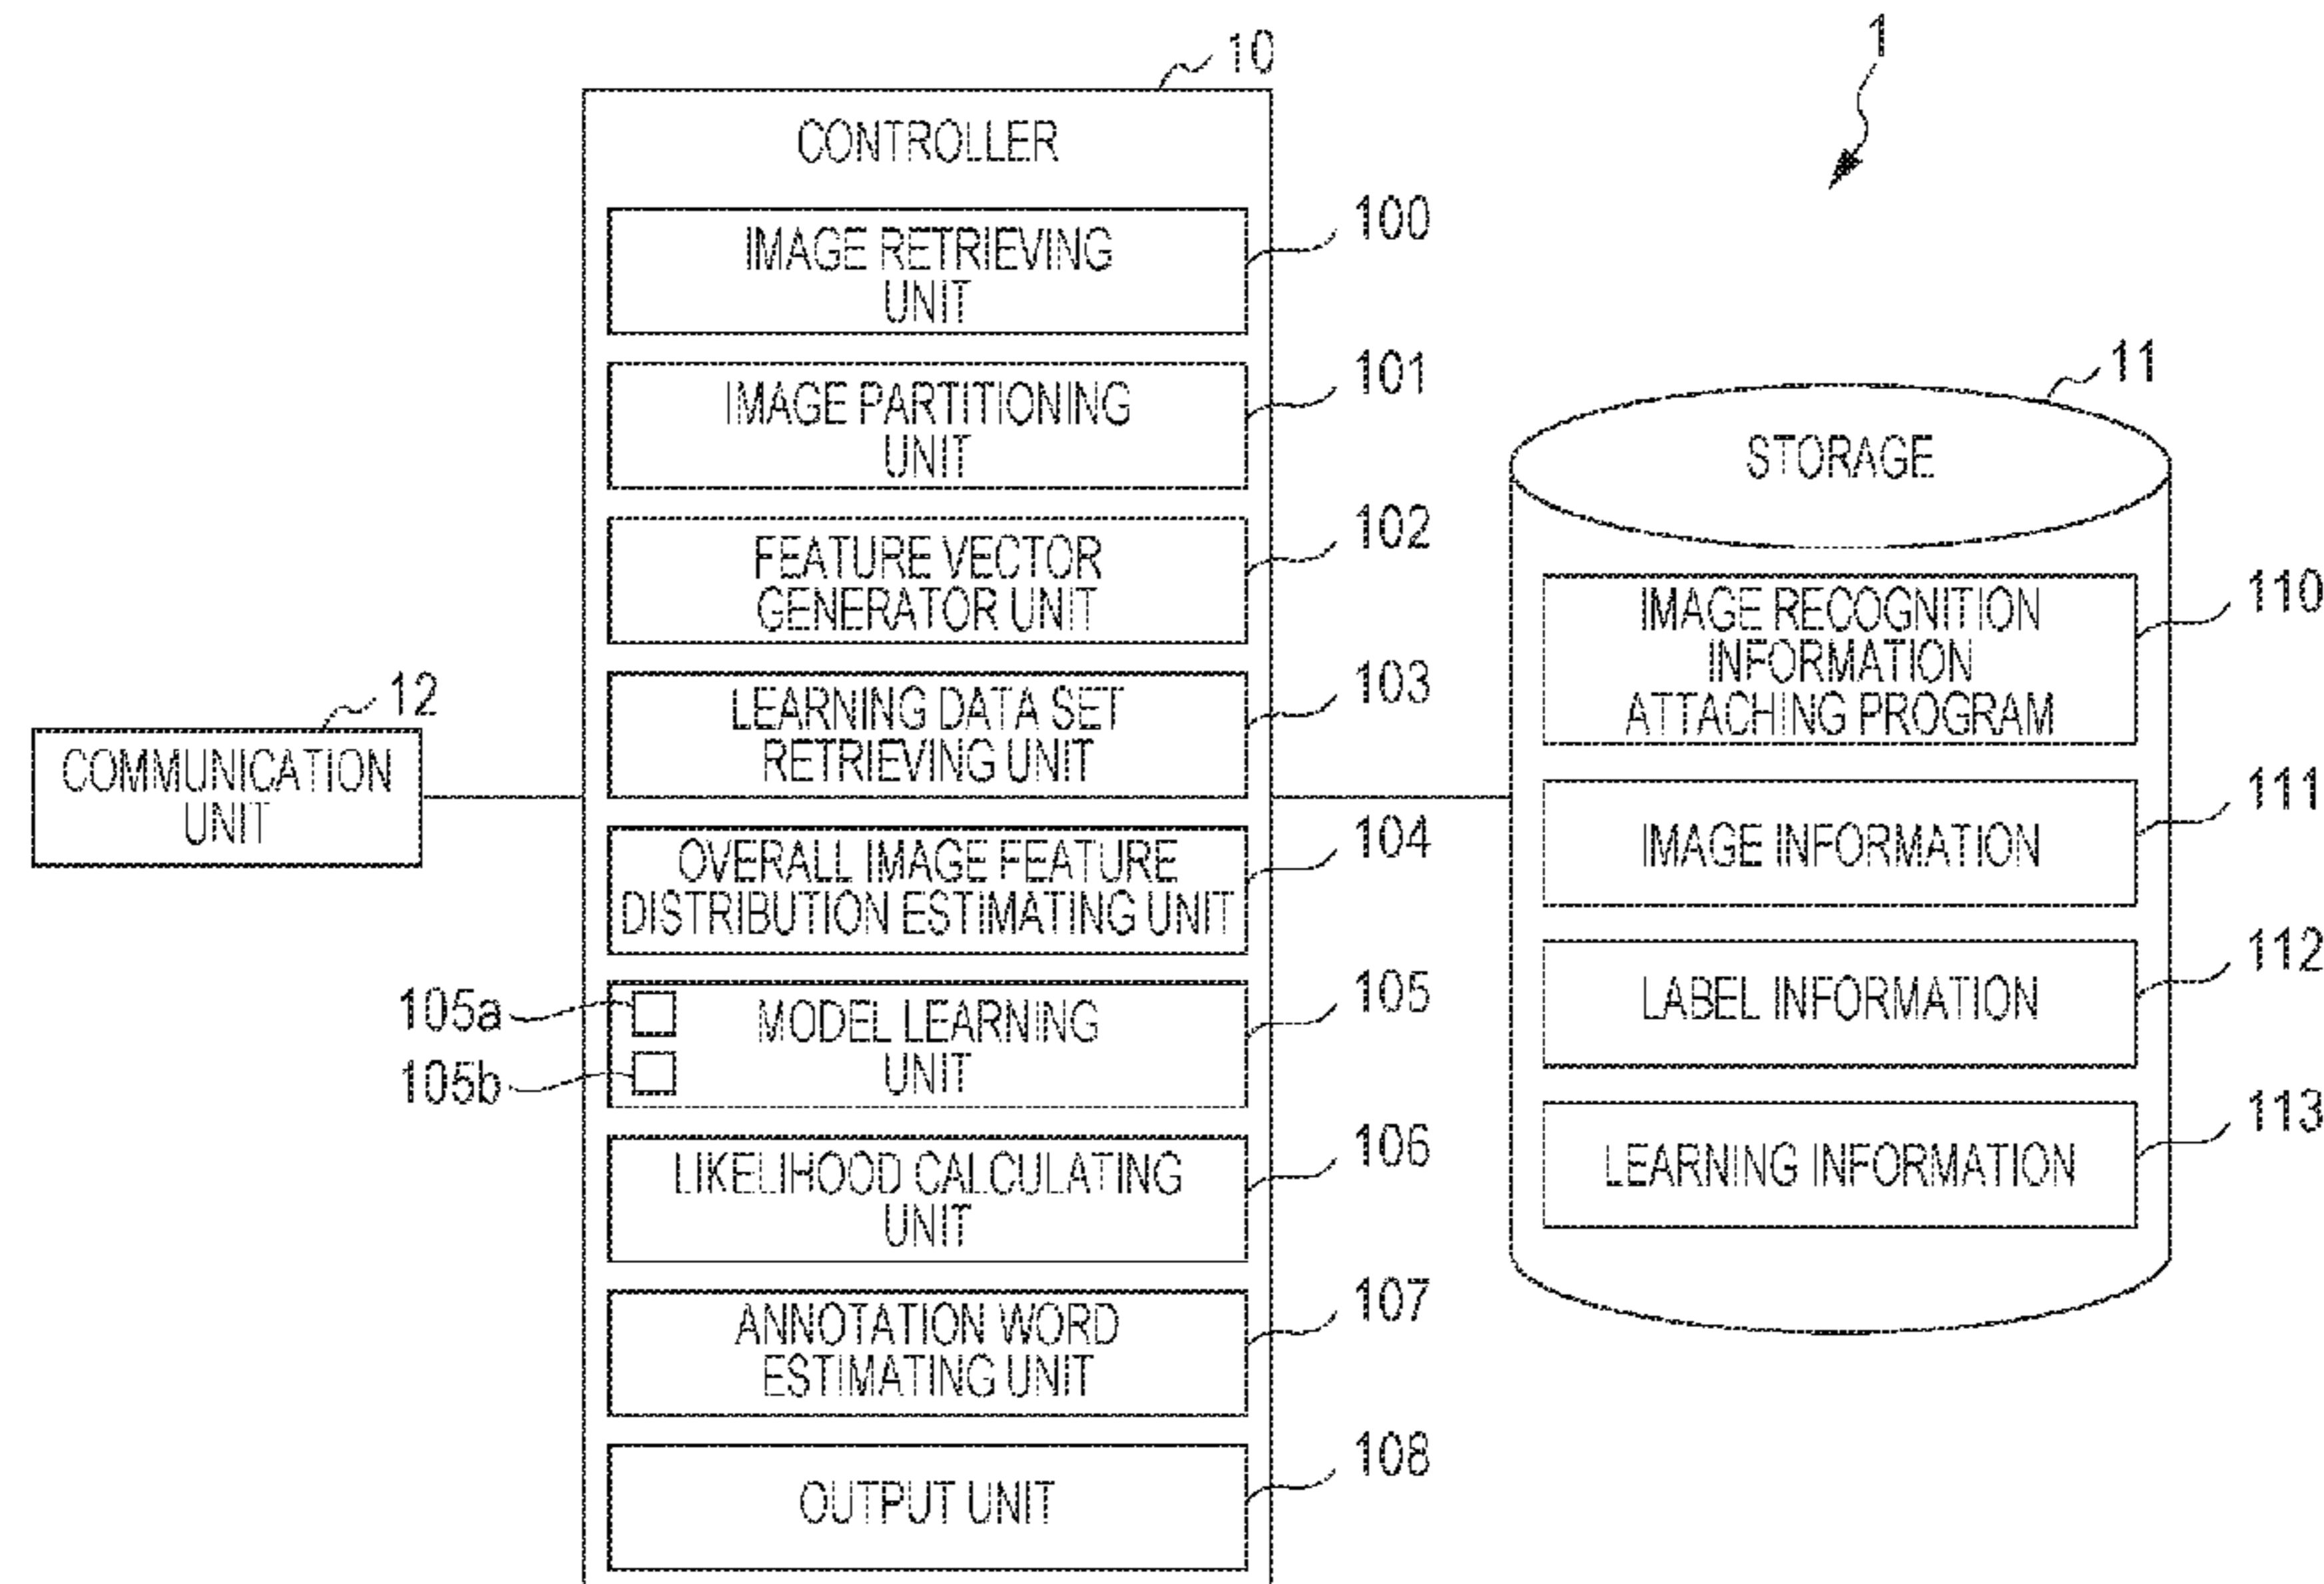 1
10
CONTROLLER
IMAGE RETRIEVING
UNIT
100
IMAGE PARTITIONING
UNIT
101
FEATURE VECTOR
GENERATOR UNIT
102
LEARNING DATA SET
RETRIEVING UNIT
103
OVERALL IMAGE FEATURE
DISTRIBUTION ESTIMATING UNIT
104
105a
105b
MODEL LEARNING
UNIT
105
LIKELIHOOD CALCULATING
UNIT
106
ANNOTATION WORD
ESTIMATING UNIT
107
OUTPUT UNIT
108
12
COMMUNICATION
UNIT
11
STORAGE
IMAGE RECOGNITION
INFORMATION
ATTACHING PROGRAM
110
IMAGE INFORMATION
111
LABEL INFORMATION
112
LEARNING INFORMATION
113